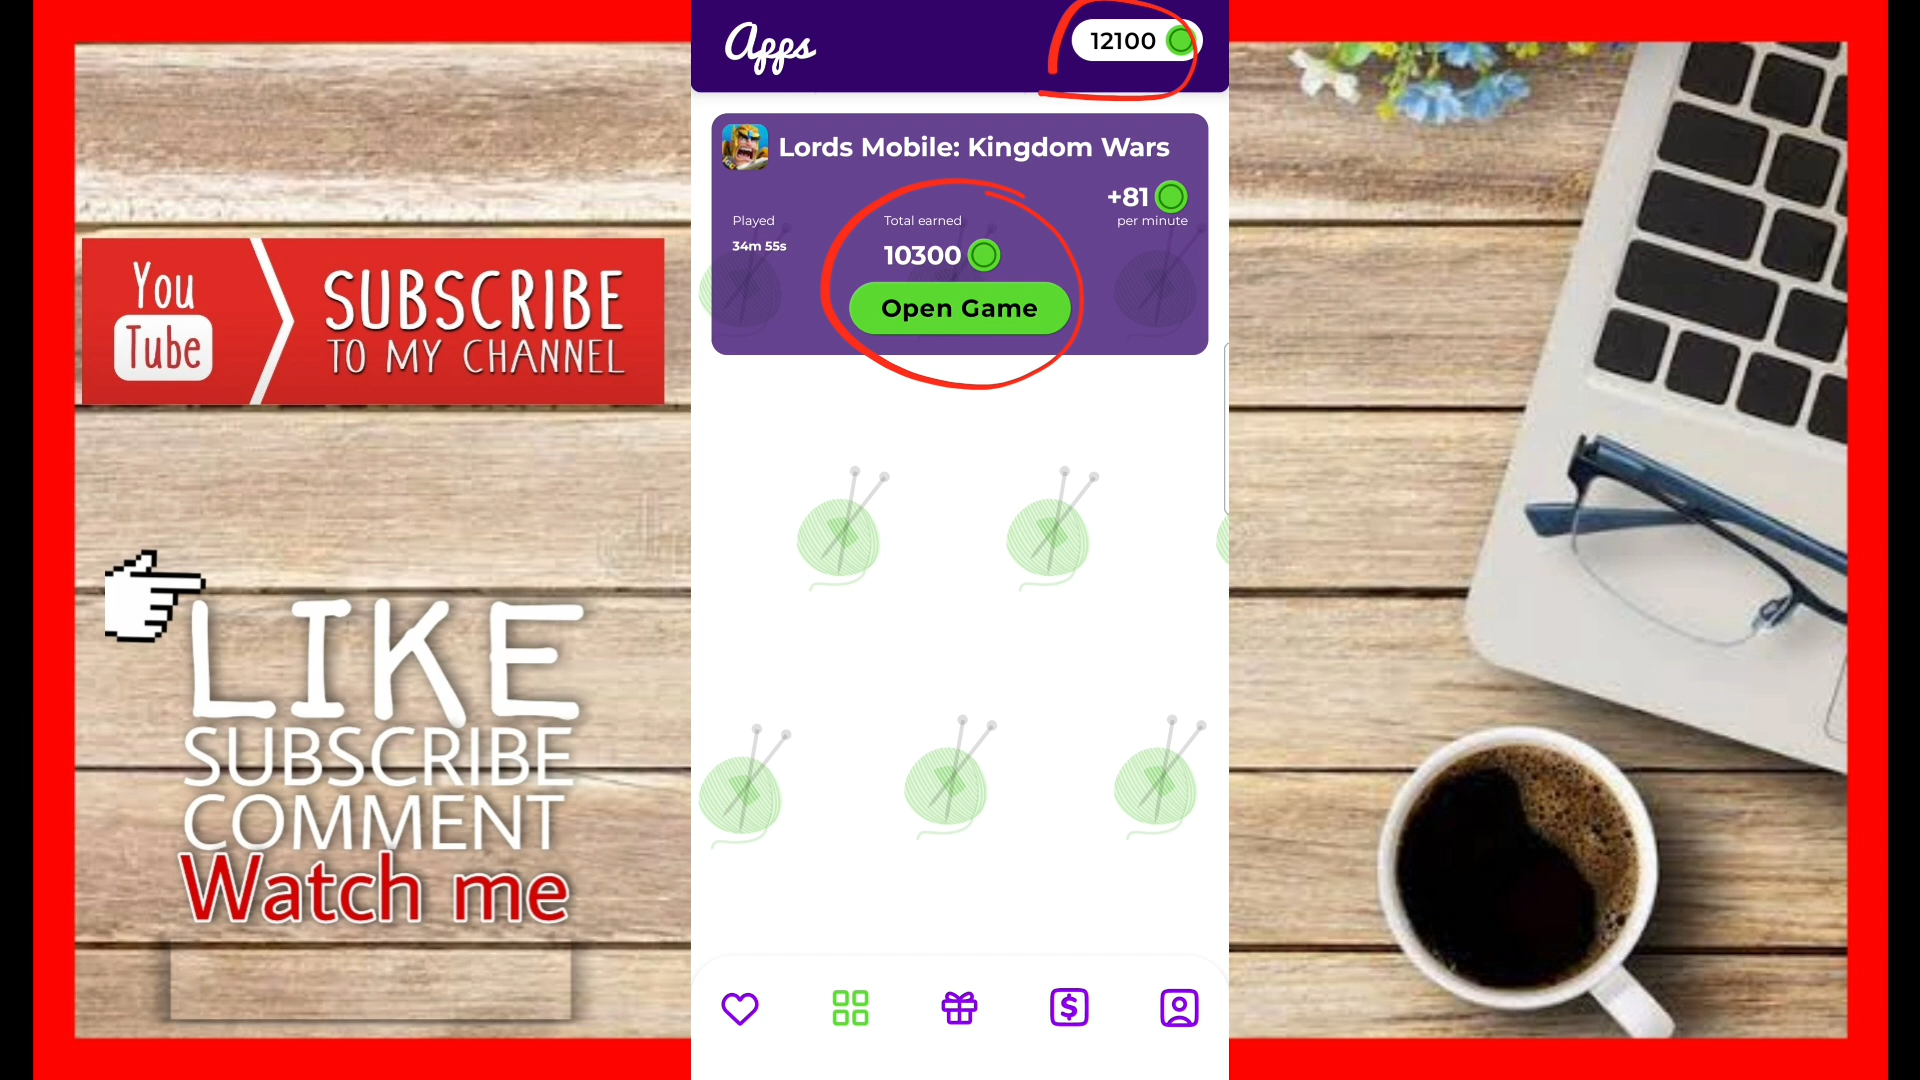 Apps
12100
Lords Mobile: Kingdom Wars
+81
per minute
Played
34m 55s
Total earned
10300
Open Game
You
Tube
SUBSCRIBE
TO MY CHANNEL
LIKE
SUBSCRIBE
COMMENT
Watch me